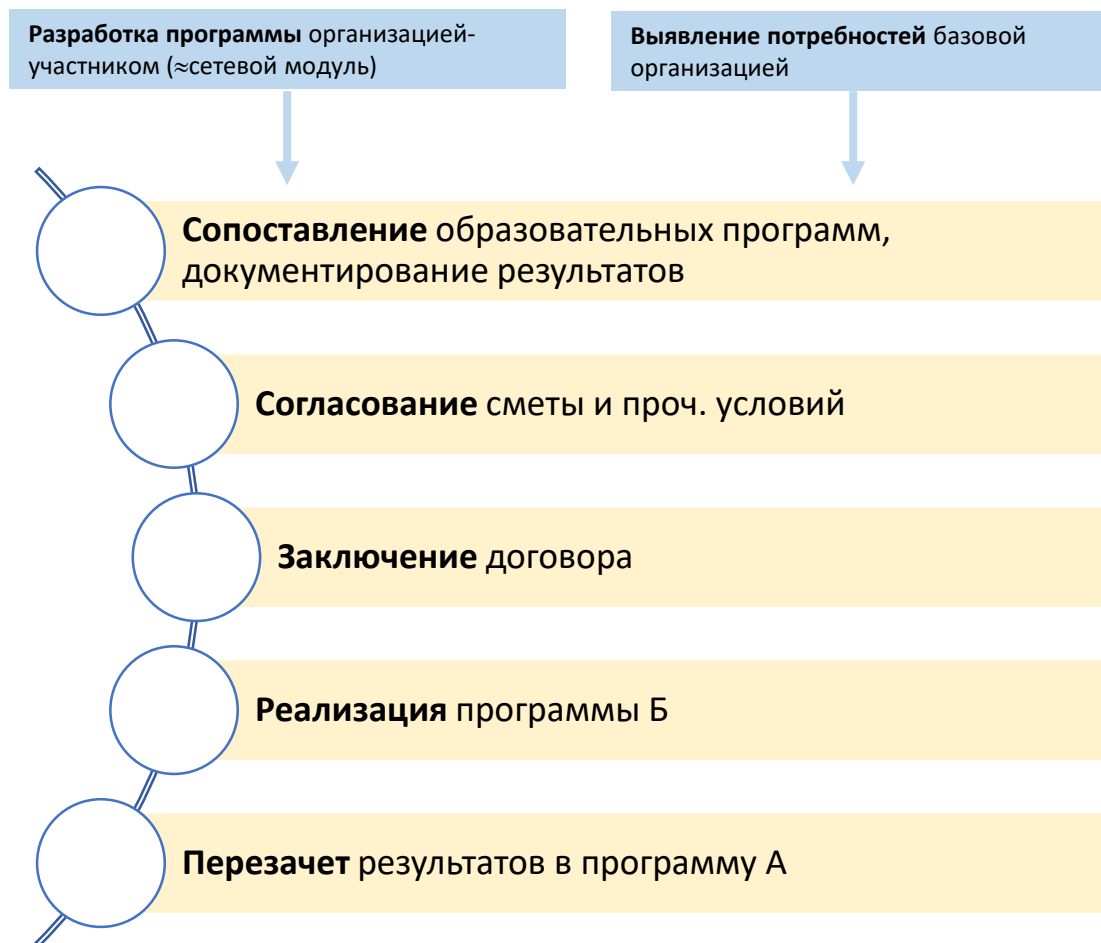 Разработка программы организацией-
участником (≈сетевой модуль)
Выявление потребностей базовой
организацией
Сопоставление образовательных программ,
документирование результатов
Согласование сметы и проч. условий
Заключение договора
Реализация программы Б
Перезачет результатов в программу А